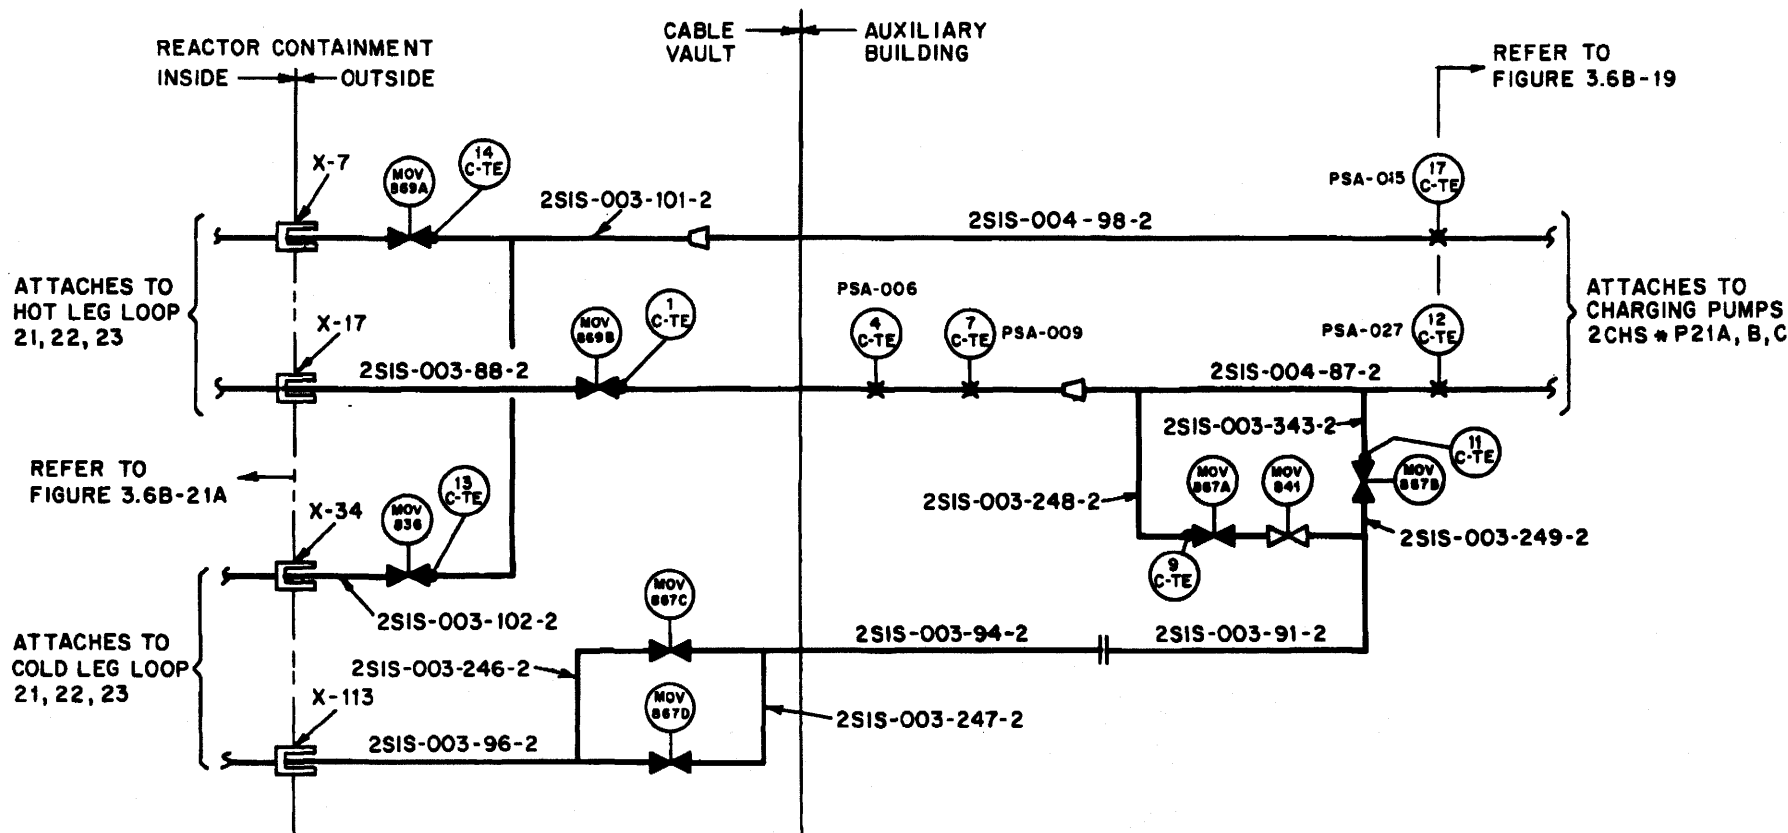 REACTOR CONTAINMENT
INSIDE
OUTSIDE
CABLE
VAULT
AUXILIARY
BUILDING
REFER TO
FIGURE 3.6B-19
X-7
MOV
869A
14
C-TE
2SIS-003-101-2
2SIS-004-98-2
PSA-015
17
C-TE
ATTACHES TO
HOT LEG LOOP
21, 22, 23
X-17
2SIS-003-88-2
MOV
869B
1
C-TE
PSA-006
4
C-TE
7
C-TE
PSA-009
2SIS-004-87-2
PSA-027
12
C-TE
ATTACHES TO
CHARGING PUMPS
2CHS * P21A, B, C
REFER TO
FIGURE 3.6B-21A
2SIS-003-343-2
11
C-TE
MOV
867B
2SIS-003-248-2
MOV
867A
MOV
841
2SIS-003-249-2
9
C-TE
X-34
MOV
836
13
C-TE
2SIS-003-102-2
ATTACHES TO
COLD LEG LOOP
21, 22, 23
MOV
867C
2SIS-003-94-2
2SIS-003-91-2
2SIS-003-246-2
X-113
MOV
867D
2SIS-003-247-2
2SIS-003-96-2